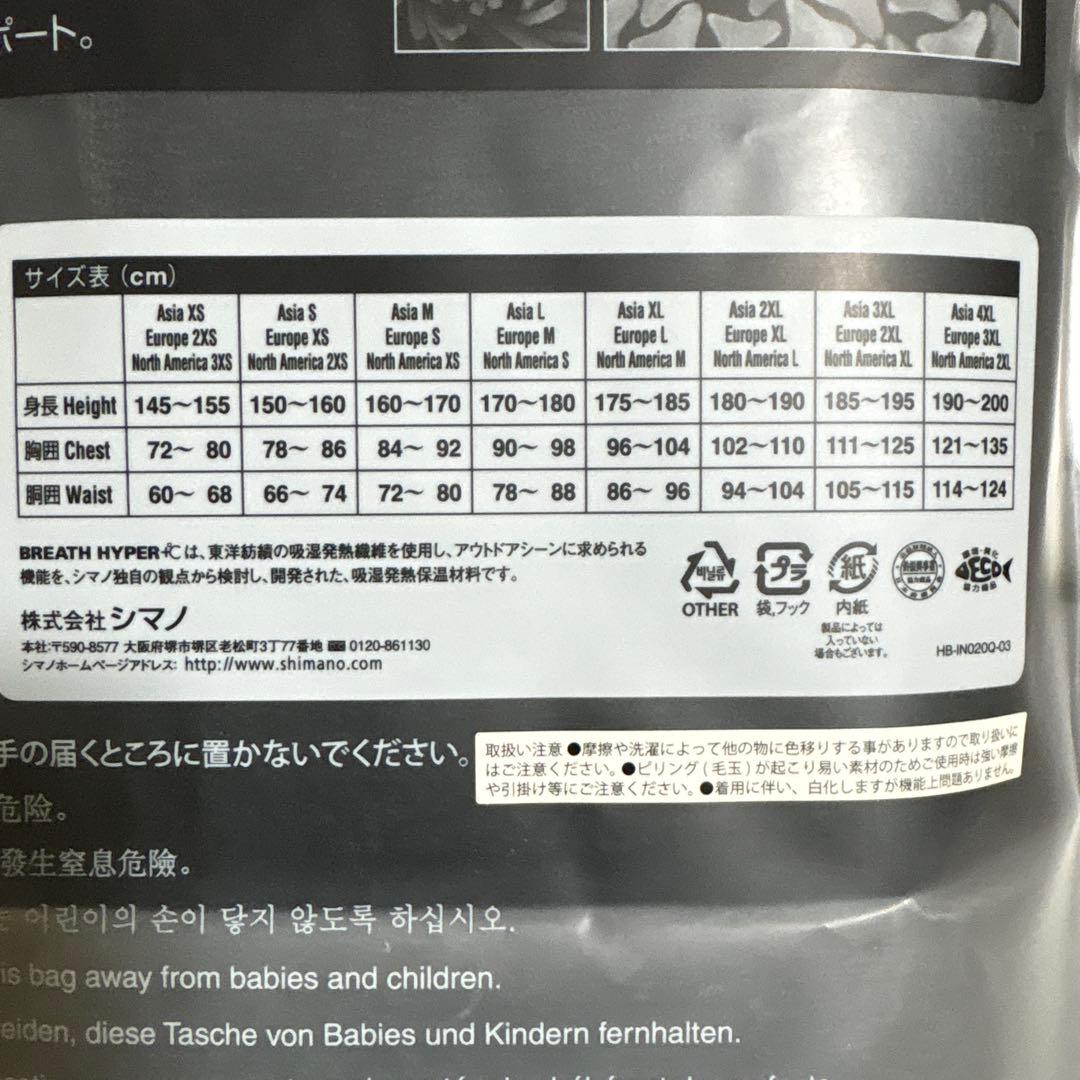 ポート。
サイズ表 (cm)
Asia XS Asia S Asia M Asia L Asia XL Asia 2XL Asia 3XL Asia 4XL
Europe 2XS Europe XS Europe S Europe M Europe L Europe XL Europe 2XL Europe 3XL
North America 3XS North America 2XS North America XS North America S North America M North America L North America XL North America 2XL
身長 Height 145〜155 150〜160 160〜170 170〜180 175〜185 180〜190 185〜195 190〜200
胸囲 Chest 72〜 80 78〜 86 84〜 92 90〜 98 96〜104 102〜110 111〜125 121〜135
胴囲 Waist 60〜 68 66〜 74 72〜 80 78〜 88 86〜 96 94〜104 105〜115 114〜124
BREATH HYPER+℃は、東洋紡績の吸湿発熱繊維を使用し、アウトドアシーンに求められる
機能を、シマノ独自の観点から検討し、開発された、吸湿発熱保温材料です。
株式会社シマノ
本社:〒590-8577 大阪府堺市堺区老松町3丁77番地 0120-861130
シマノホームページアドレス: http://www.shimano.com
비닐류 プラ 紙
ECO
OTHER 袋,フック 内紙
製品によっては
入っていない
場合もございます。
HB-IN020Q-03
手の届くところに置かないでください。
取扱い注意 ●摩擦や洗濯によって他の物に色移りする事がありますので取り扱いに
はご注意ください。●ピリング(毛玉)が起こり易い素材のためご使用時は強い摩擦
や引掛け等にご注意ください。●着用に伴い、白化しますが機能上問題ありません。
危险。
發生窒息危險。
어린이의 손이 닿지 않도록 하십시오.
is bag away from babies and children.
eiden, diese Tasche von Babies und Kindern fernhalten.